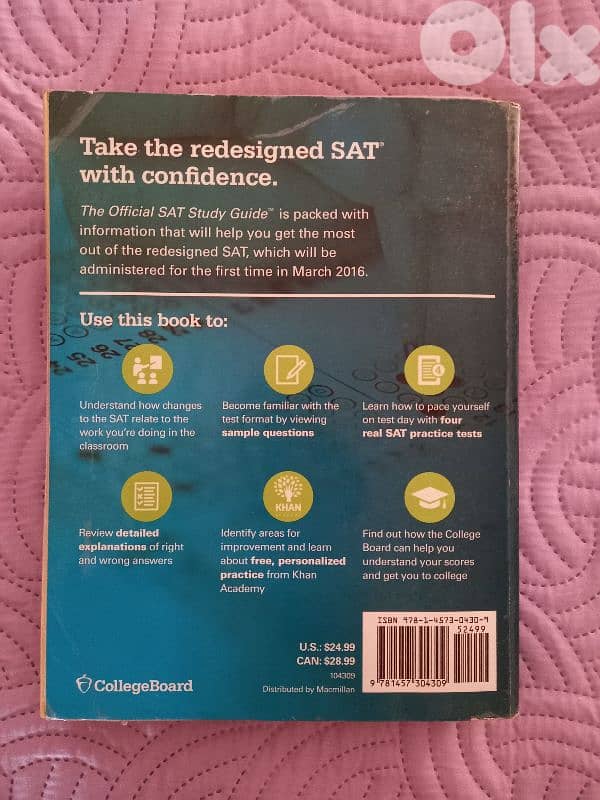 Olx
Take the redesigned SAT®
with confidence.
The Official SAT Study Guide™ is packed with
information that will help you get the most
out of the redesigned SAT, which will be
administered for the first time in March 2016.
Use this book to:
Understand how changes
to the SAT relate to the
work you're doing in the
classroom
Become familiar with the
test format by viewing
sample questions
Learn how to pace yourself
on test day with four
real SAT practice tests
Review detailed
explanations of right
and wrong answers
KHAN
Identify areas for
improvement and learn
about free, personalized
practice from Khan
Academy
Find out how the College
Board can help you
understand your scores
and get you to college
U.S.: $24.99
CAN: $28.99
104309
Distributed by Macmillan
ISBN 978-1-4573-0430-9
52499
9 781457 304309
CollegeBoard